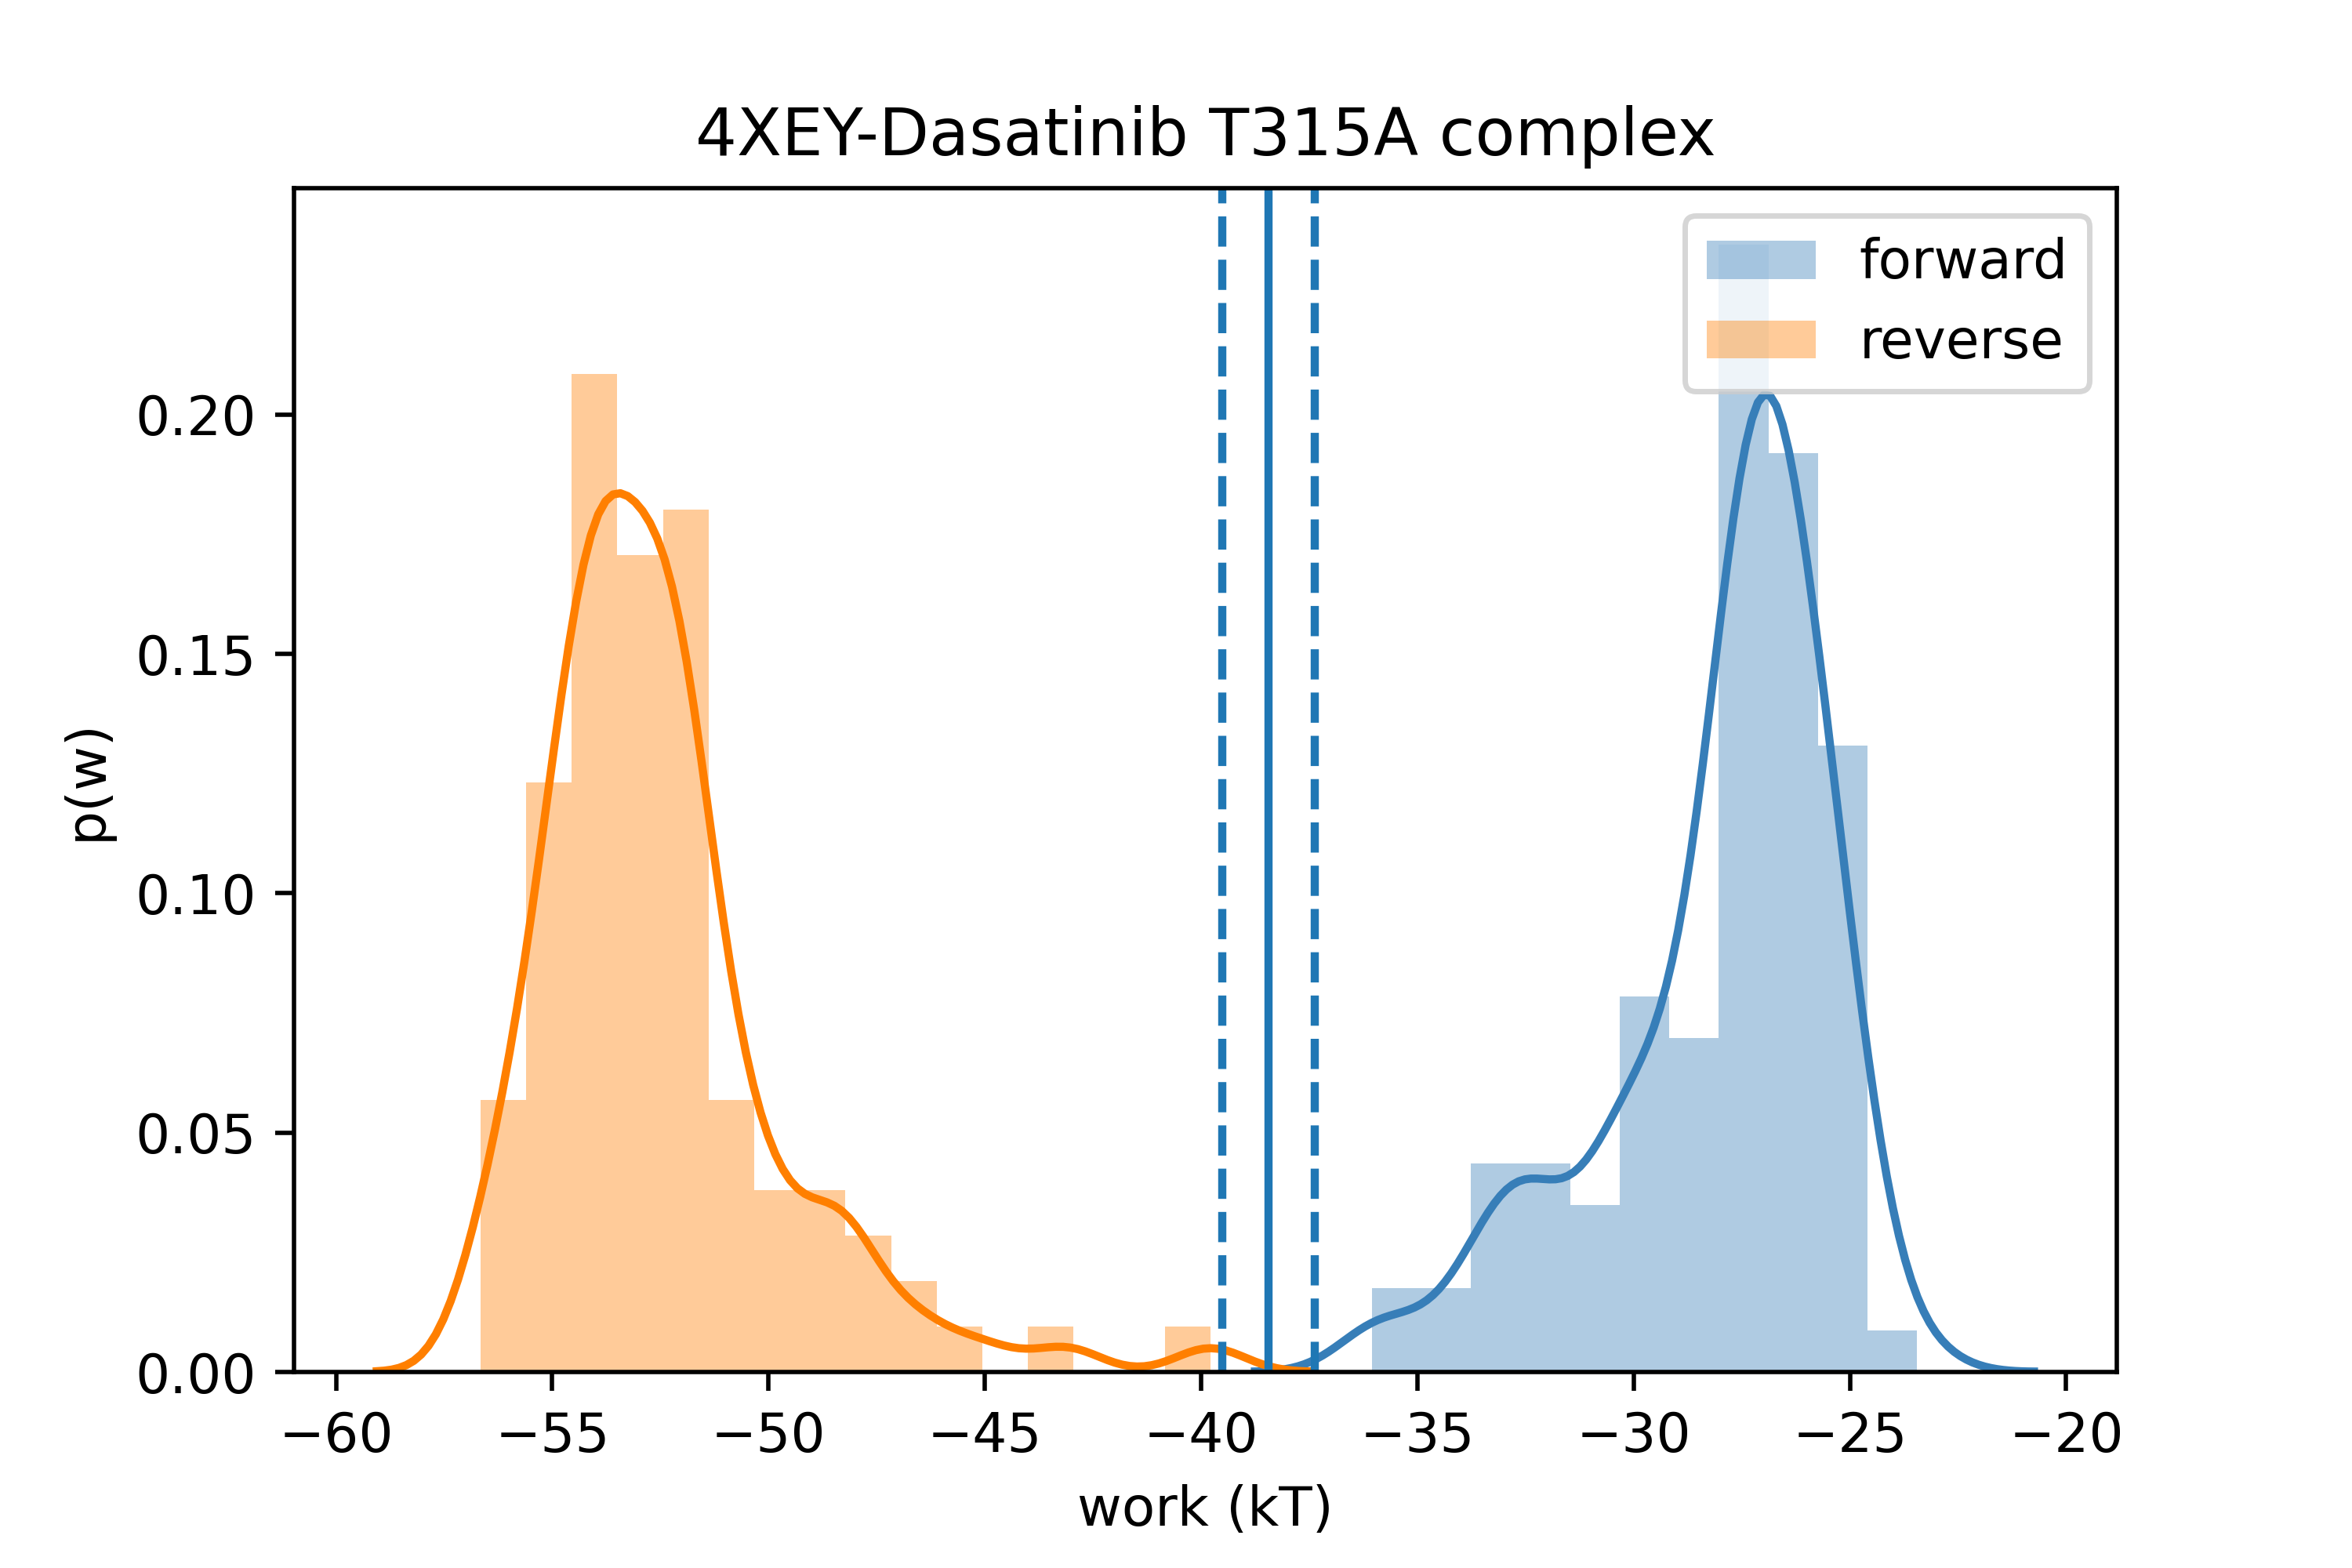 4XEY-Dasatinib T315A complex
forward
reverse
0.20
0.15
0.10
0.05
0.00
p(w)
−60 −55 −50 −45 −40 −35 −30 −25 −20
work (kT)